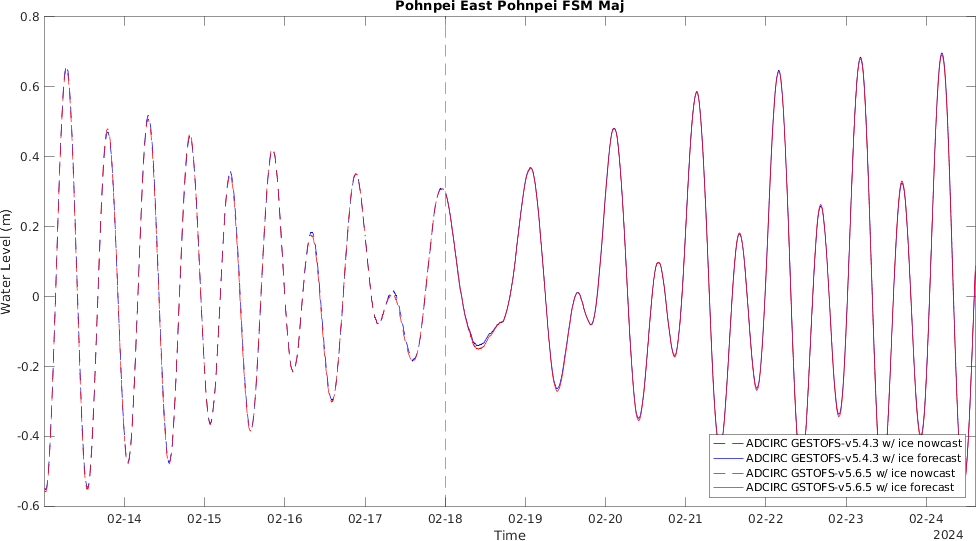 Pohnpei East Pohnpei FSM Maj
0.8
0.6
0.4
0.2
0
-0.2
-0.4
-0.6
Water Level (m)
ADCIRC GESTOFS-v5.4.3 w/ ice nowcast
ADCIRC GESTOFS-v5.4.3 w/ ice forecast
ADCIRC GSTOFS-v5.6.5 w/ ice nowcast
ADCIRC GSTOFS-v5.6.5 w/ ice forecast
02-14 02-15 02-16 02-17 02-18 02-19 02-20 02-21 02-22 02-23 02-24
Time
2024